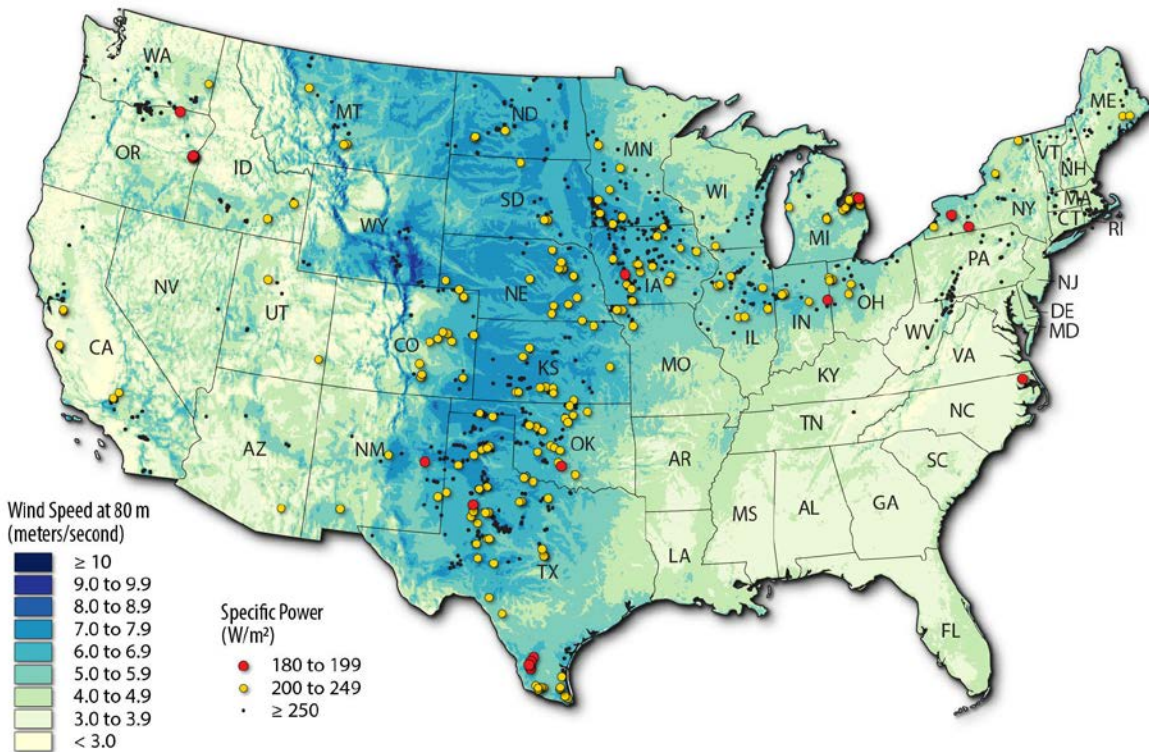 WA
MT
ND
MN
ME
OR
ID
SD
WI
VT
NH
MA
CT
RI
NY
WY
MI
NV
UT
NE
IA
PA
NJ
CA
CO
IL
IN
OH
DE
MD
WV
VA
KS
MO
KY
AZ
NM
OK
AR
TN
NC
SC
MS
AL
GA
TX
LA
FL
Wind Speed at 80 m
(meters/second)
≥ 10
9.0 to 9.9
8.0 to 8.9
7.0 to 7.9
6.0 to 6.9
5.0 to 5.9
4.0 to 4.9
3.0 to 3.9
< 3.0
Specific Power
(W/m²)
180 to 199
200 to 249
≥ 250